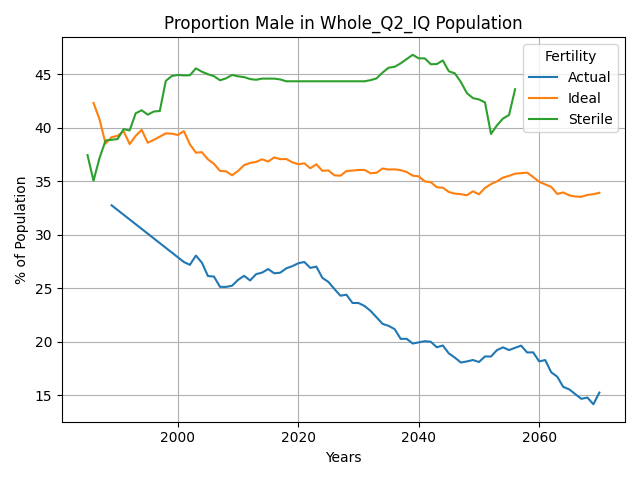 Proportion Male in Whole_Q2_IQ Population
Fertility
Actual
Ideal
Sterile
% of Population
45
40
35
30
25
20
15
2000
2020
2040
2060
Years